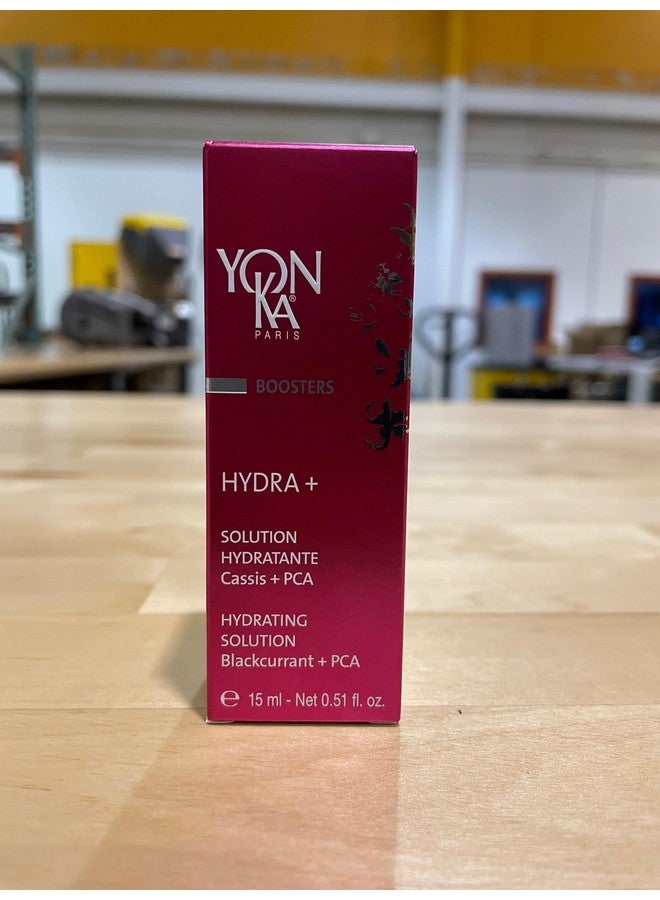 YON
KA®
PARIS
BOOSTERS
HYDRA +
SOLUTION
HYDRATANTE
Cassis + PCA
HYDRATING
SOLUTION
Blackcurrant + PCA
℮ 15 ml - Net 0.51 fl. oz.